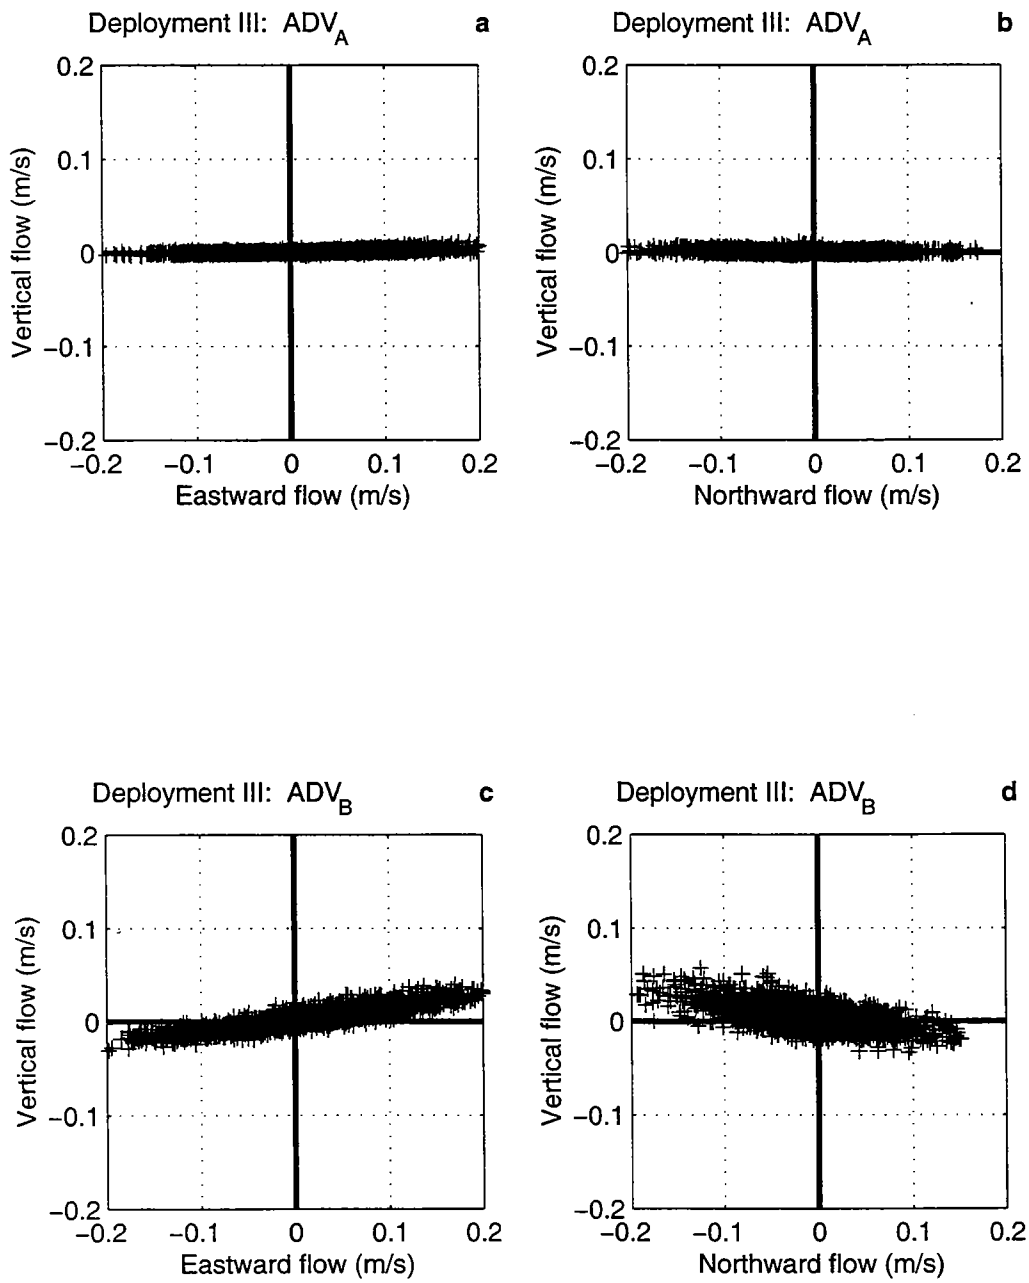 Deployment III: ADV_A a
0.2
0.1
0
−0.1
−0.2
Vertical flow (m/s)
−0.2 −0.1 0 0.1 0.2
Eastward flow (m/s)
Deployment III: ADV_A b
0.2
0.1
0
−0.1
−0.2
Vertical flow (m/s)
−0.2 −0.1 0 0.1 0.2
Northward flow (m/s)
Deployment III: ADV_B c
0.2
0.1
0
−0.1
−0.2
Vertical flow (m/s)
−0.2 −0.1 0 0.1 0.2
Eastward flow (m/s)
Deployment III: ADV_B d
0.2
0.1
0
−0.1
−0.2
Vertical flow (m/s)
−0.2 −0.1 0 0.1 0.2
Northward flow (m/s)